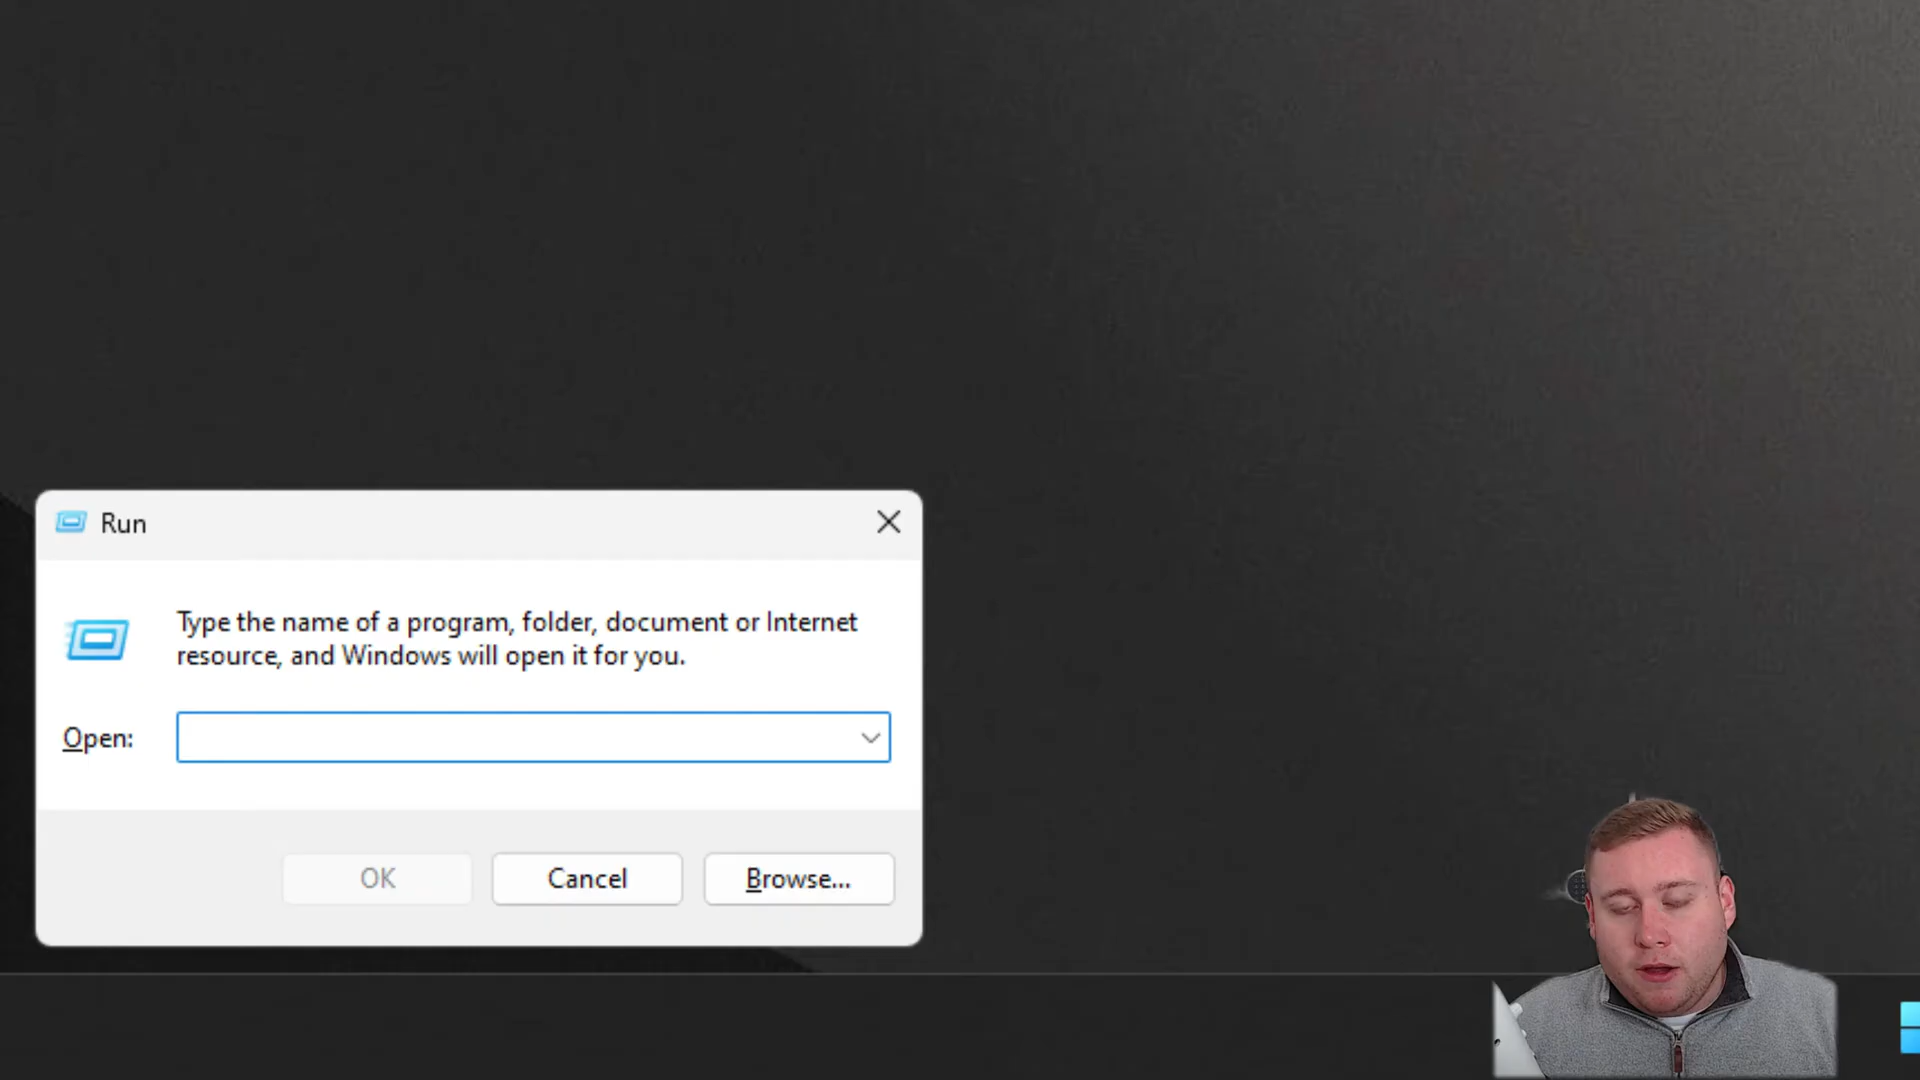 Run
Type the name of a program, folder, document or Internet
resource, and Windows will open it for you.
Open:
OK
Cancel
Browse...